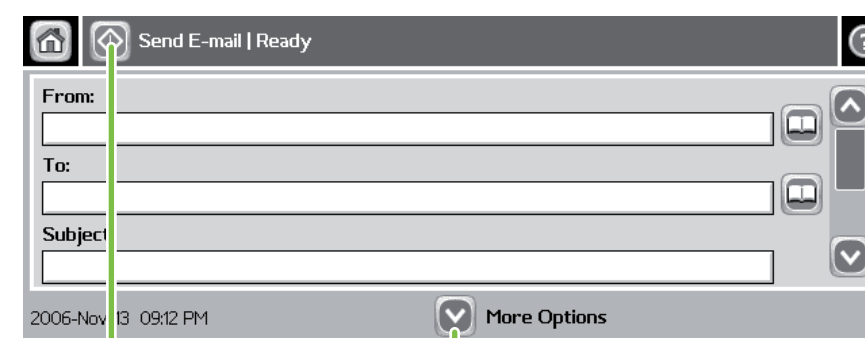 Send E-mail | Ready
From:
To:
Subject
2006-Nov 13 09:12 PM
More Options